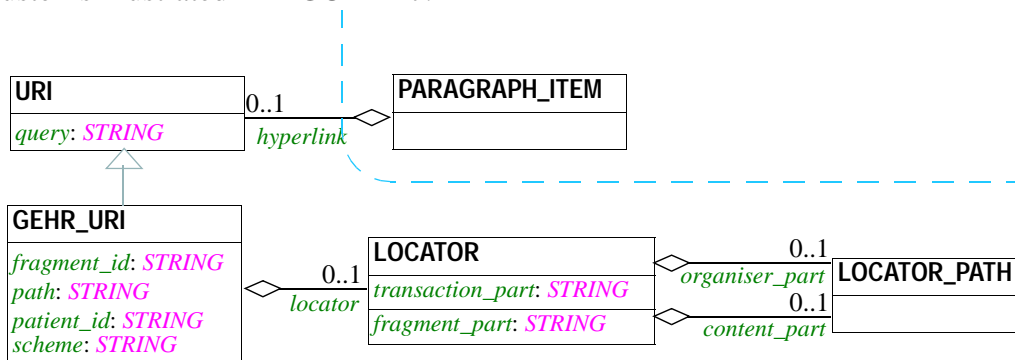 URI
query: STRING
0..1
hyperlink
PARAGRAPH_ITEM
GEHR_URI
fragment_id: STRING
path: STRING
patient_id: STRING
scheme: STRING
0..1
locator
LOCATOR
transaction_part: STRING
fragment_part: STRING
0..1
organiser_part
0..1
content_part
LOCATOR_PATH